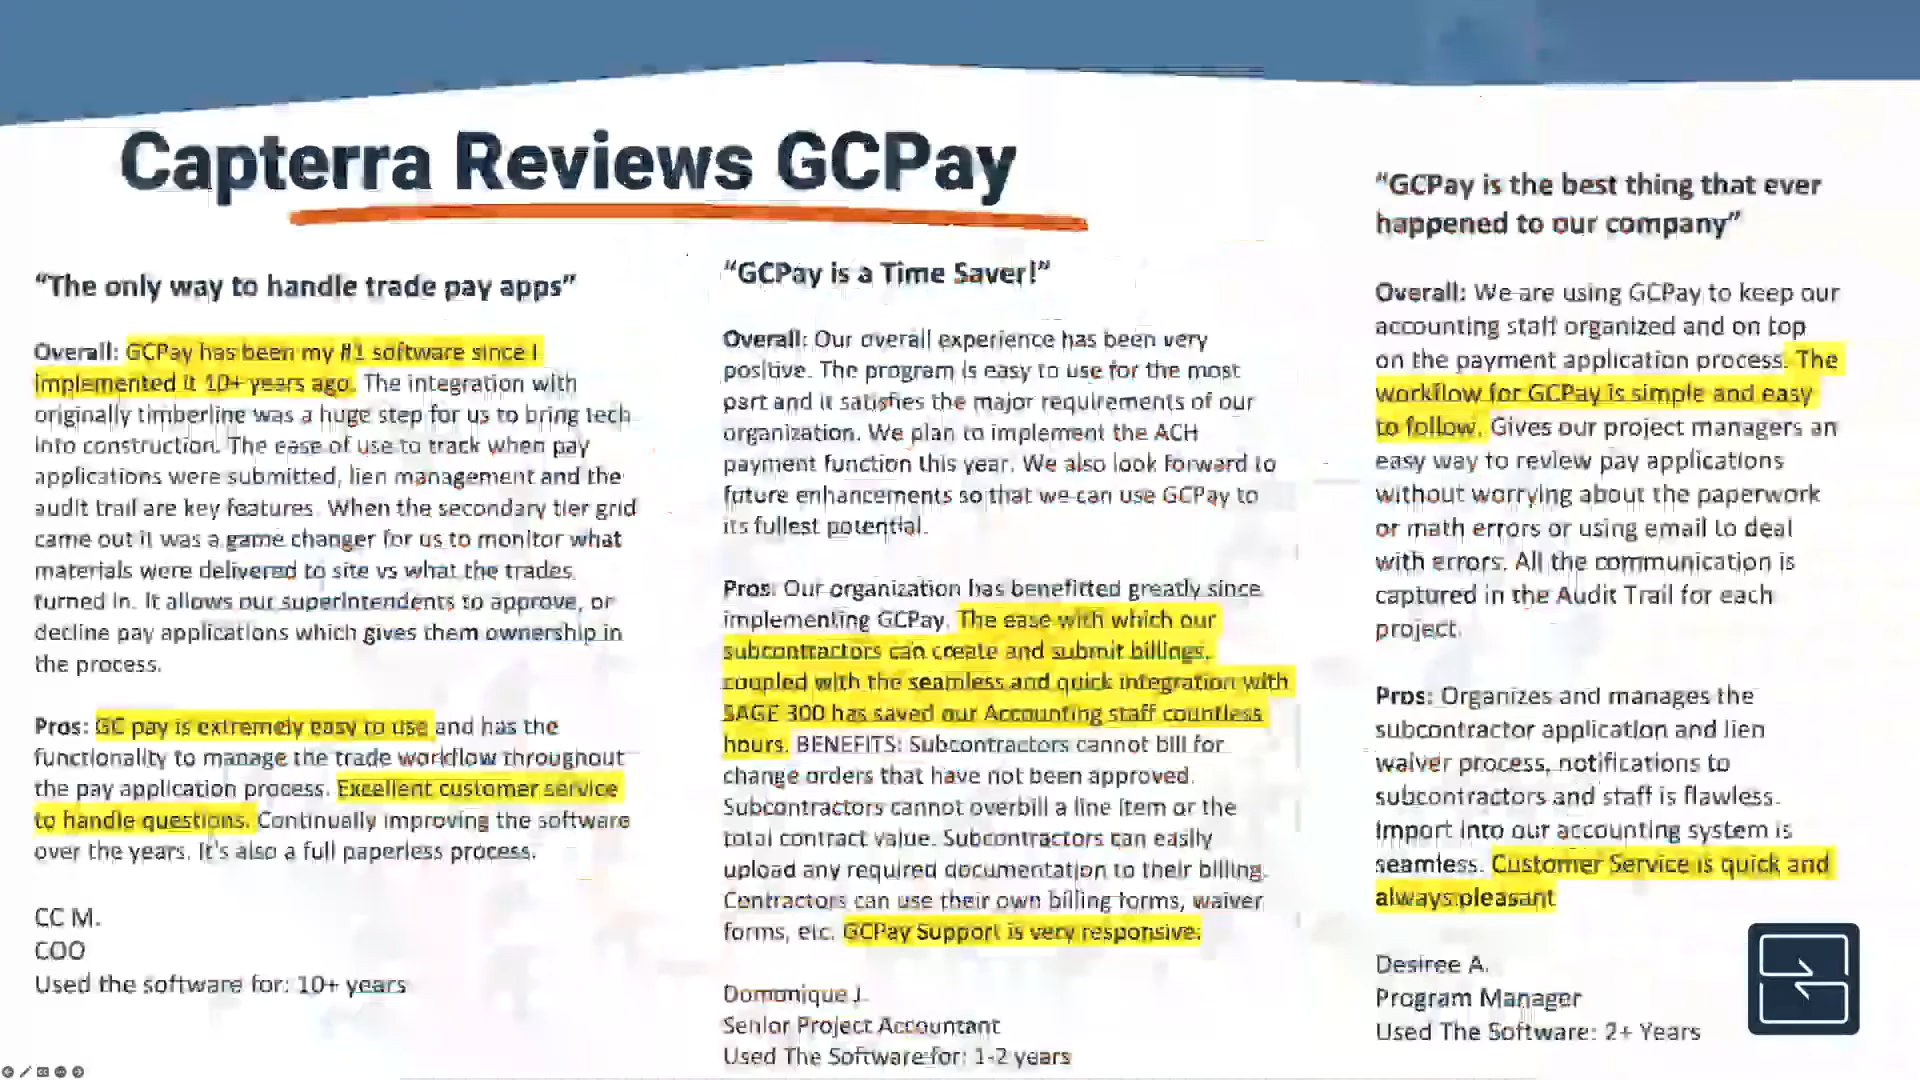 Capterra Reviews GCPay
“The only way to handle trade pay apps”
Overall: GCPay has been my #1 software since I
implemented it 10+ years ago. The integration with
originally timberline was a huge step for us to bring tech
into construction. The ease of use to track when pay
applications were submitted, lien management and the
audit trail are key features. When the secondary tier grid
came out it was a game changer for us to monitor what
materials were delivered to site vs what the trades
turned in. It allows our superintendents to approve, or
decline pay applications which gives them ownership in
the process.
Pros: GC pay is extremely easy to use and has the
functionality to manage the trade workflow throughout
the pay application process. Excellent customer service
to handle questions. Continually improving the software
over the years. It's also a full paperless process.
CC M.
COO
Used the software for: 10+ years
“GCPay is a Time Saver!”
Overall: Our overall experience has been very
positive. The program is easy to use for the most
part and it satisfies the major requirements of our
organization. We plan to implement the ACH
payment function this year. We also look forward to
future enhancements so that we can use GCPay to
its fullest potential.
Pros: Our organization has benefitted greatly since
implementing GCPay. The ease with which our
subcontractors can create and submit billings,
coupled with the seamless and quick integration with
SAGE 300 has saved our Accounting staff countless
hours. BENEFITS: Subcontractors cannot bill for
change orders that have not been approved.
Subcontractors cannot overbill a line item or the
total contract value. Subcontractors can easily
upload any required documentation to their billing.
Contractors can use their own billing forms, waiver
forms, etc. GCPay Support is very responsive.
Domonique J.
Senior Project Accountant
Used The Software for: 1-2 years
“GCPay is the best thing that ever
happened to our company”
Overall: We are using GCPay to keep our
accounting staff organized and on top
on the payment application process. The
workflow for GCPay is simple and easy
to follow. Gives our project managers an
easy way to review pay applications
without worrying about the paperwork
or math errors or using email to deal
with errors. All the communication is
captured in the Audit Trail for each
project.
Pros: Organizes and manages the
subcontractor application and lien
waiver process, notifications to
subcontractors and staff is flawless.
Import into our accounting system is
seamless. Customer Service is quick and
always pleasant
Desiree A.
Program Manager
Used The Software: 2+ Years